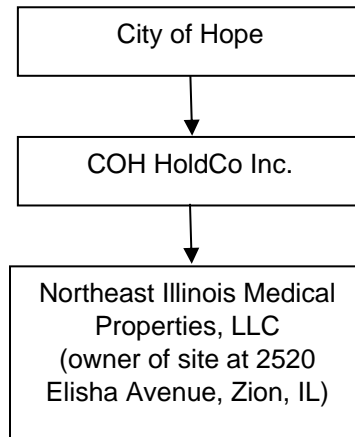 City of Hope
COH HoldCo Inc.
Northeast Illinois Medical
Properties, LLC
(owner of site at 2520
Elisha Avenue, Zion, IL)